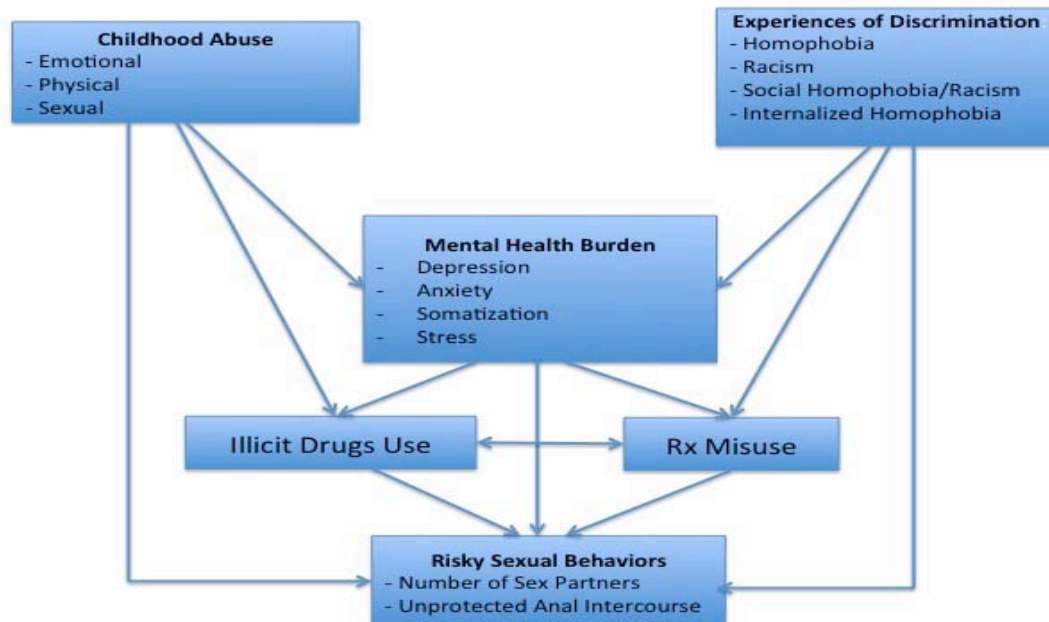 Childhood Abuse
- Emotional
- Physical
- Sexual
Experiences of Discrimination
- Homophobia
- Racism
- Social Homophobia/Racism
- Internalized Homophobia
Mental Health Burden
- Depression
- Anxiety
- Somatization
- Stress
Illicit Drugs Use
Rx Misuse
Risky Sexual Behaviors
- Number of Sex Partners
- Unprotected Anal Intercourse